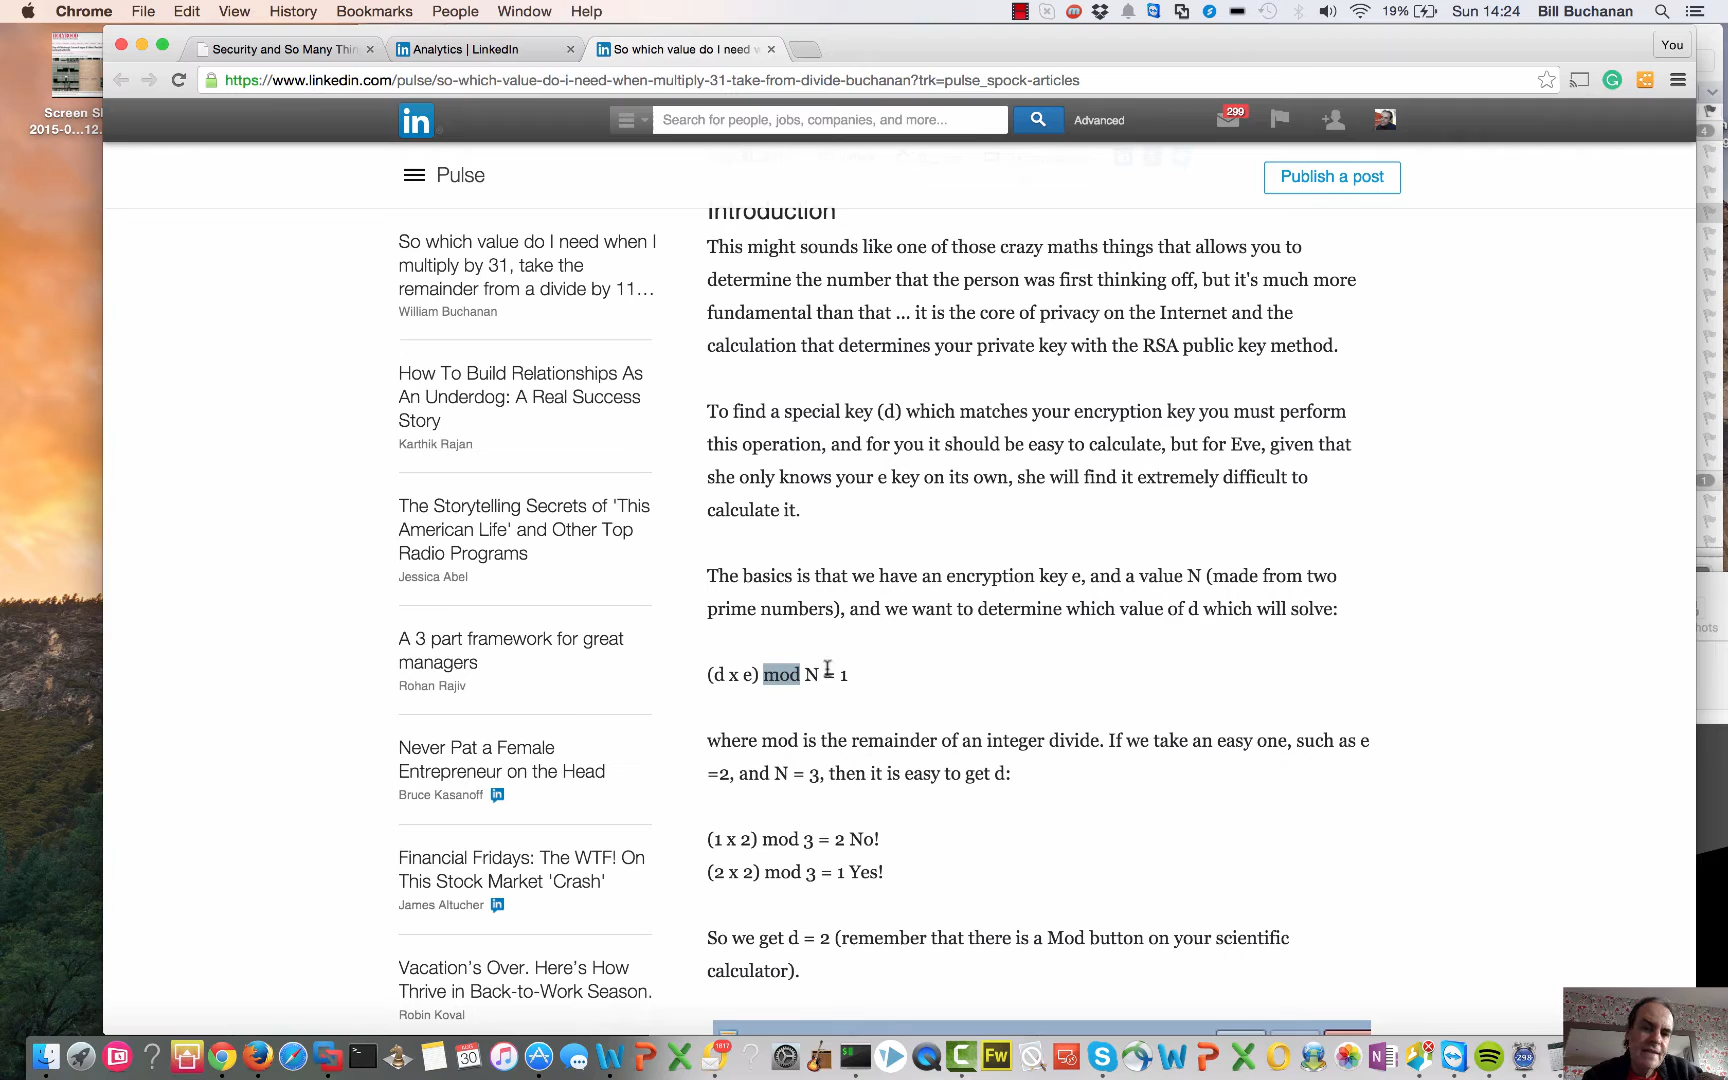 Chrome File Edit View History Bookmarks People Window Help
19% Sun 14:24 Bill Buchanan
Security and So Many Thin
Analytics | LinkedIn
So which value do I need w
You
https://www.linkedin.com/pulse/so-which-value-do-i-need-when-multiply-31-take-from-divide-buchanan?trk=pulse_spock-articles
Screen Sh
2015-0...12.
in
Search for people, jobs, companies, and more...
Advanced
299
Pulse
Publish a post
So which value do I need when I
multiply by 31, take the
remainder from a divide by 11…
William Buchanan
How To Build Relationships As
An Underdog: A Real Success
Story
Karthik Rajan
The Storytelling Secrets of 'This
American Life' and Other Top
Radio Programs
Jessica Abel
A 3 part framework for great
managers
Rohan Rajiv
Never Pat a Female
Entrepreneur on the Head
Bruce Kasanoff in
Financial Fridays: The WTF! On
This Stock Market 'Crash'
James Altucher in
Vacation's Over. Here's How
Thrive in Back-to-Work Season.
Robin Koval
Introduction
This might sounds like one of those crazy maths things that allows you to
determine the number that the person was first thinking off, but it's much more
fundamental than that ... it is the core of privacy on the Internet and the
calculation that determines your private key with the RSA public key method.
To find a special key (d) which matches your encryption key you must perform
this operation, and for you it should be easy to calculate, but for Eve, given that
she only knows your e key on its own, she will find it extremely difficult to
calculate it.
The basics is that we have an encryption key e, and a value N (made from two
prime numbers), and we want to determine which value of d which will solve:
(d x e) mod N = 1
where mod is the remainder of an integer divide. If we take an easy one, such as e
=2, and N = 3, then it is easy to get d:
(1 x 2) mod 3 = 2 No!
(2 x 2) mod 3 = 1 Yes!
So we get d = 2 (remember that there is a Mod button on your scientific
calculator).
4
1
hots
30
1817
Fw
298